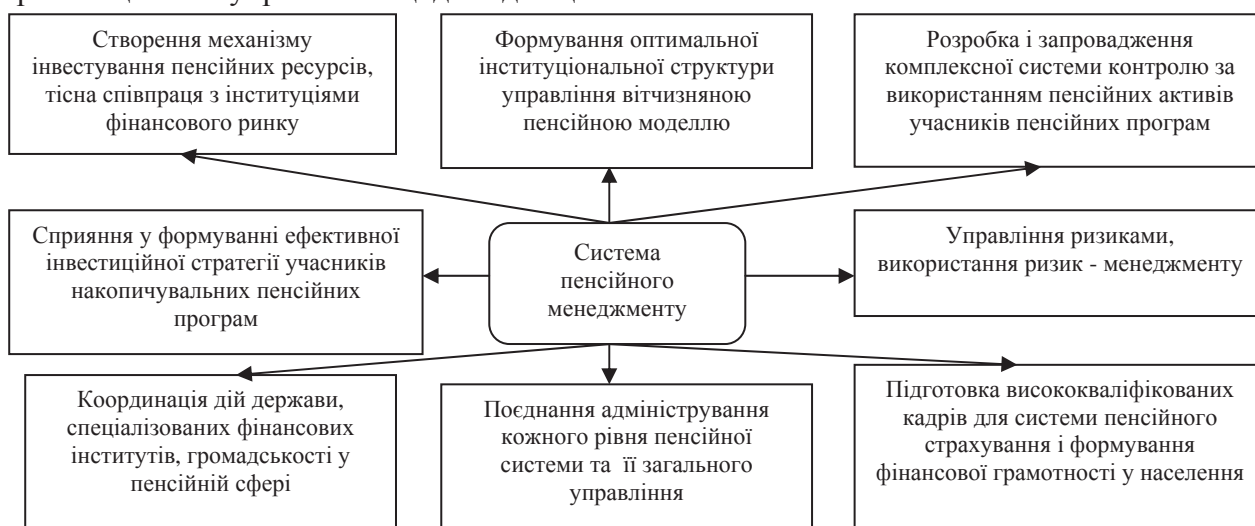 Створення механізму
інвестування пенсійних ресурсів,
тісна співпраця з інституціями
фінансового ринку
Формування оптимальної
інституціональної структури
управління вітчизняною
пенсійною моделлю
Розробка і запровадження
комплексної системи контролю за
використанням пенсійних активів
учасників пенсійних програм
Сприяння у формуванні ефективної
інвестиційної стратегії учасників
накопичувальних пенсійних
програм
Система
пенсійного
менеджменту
Управління ризиками,
використання ризик - менеджменту
Координація дій держави,
спеціалізованих фінансових
інститутів, громадськості у
пенсійній сфері
Поєднання адміністрування
кожного рівня пенсійної
системи та її загального
управління
Підготовка висококваліфікованих
кадрів для системи пенсійного
страхування і формування
фінансової грамотності у населення